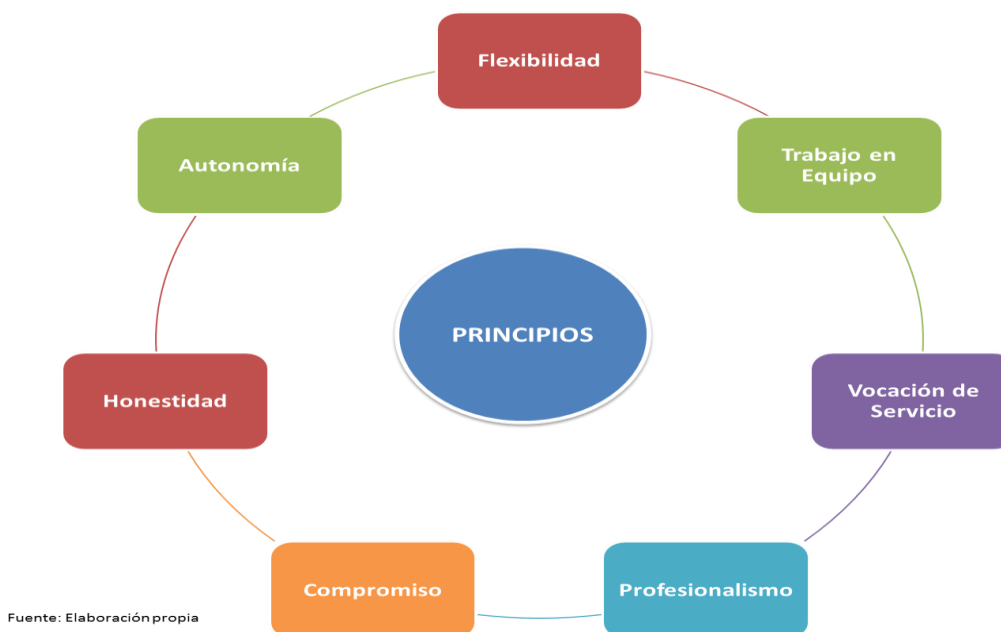 Flexibilidad
Autonomía
Trabajo en
Equipo
PRINCIPIOS
Honestidad
Vocación de
Servicio
Compromiso
Profesionalismo
Fuente: Elaboración propia